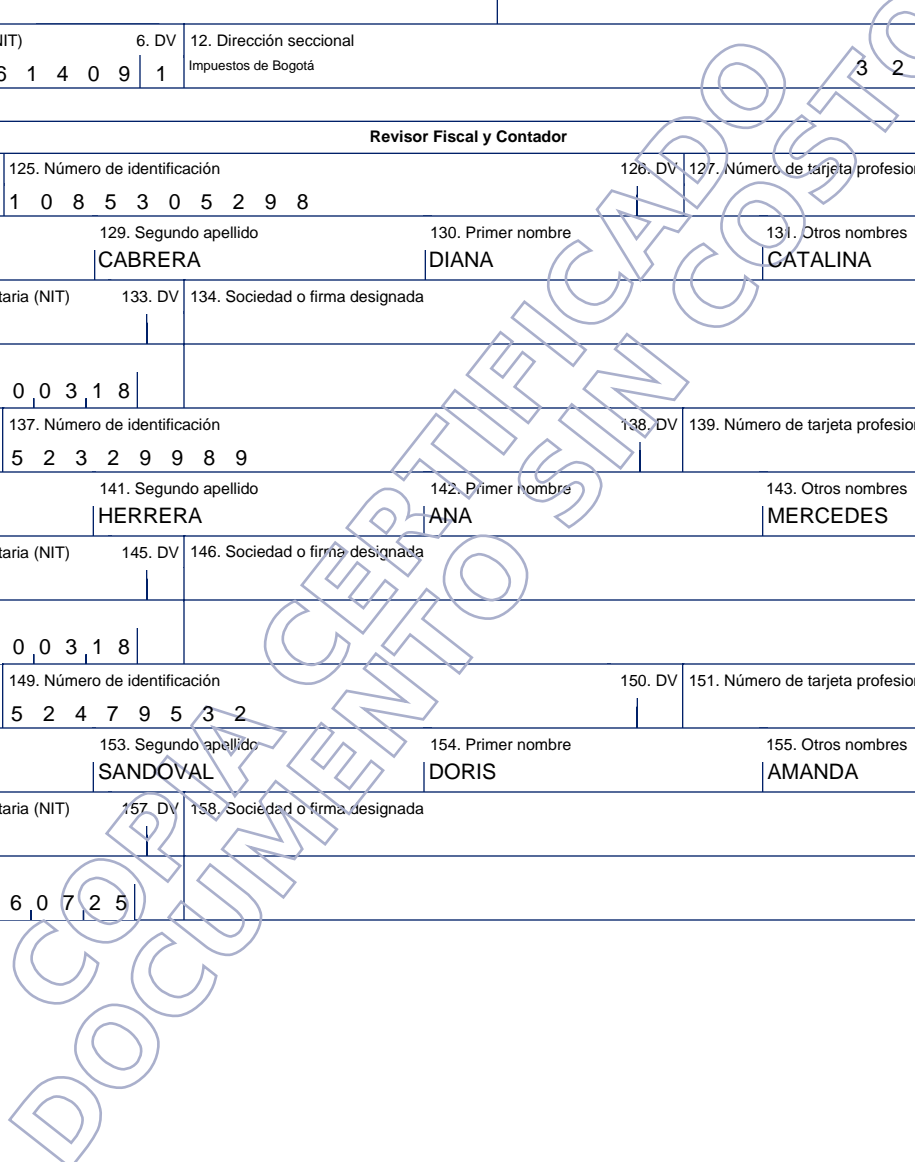 NIT) 6. DV 12. Dirección seccional
6 1 4 0 9 1 Impuestos de Bogotá 3 2
Revisor Fiscal y Contador
125. Número de identificación 126. DV 127. Número de tarjeta profesion
1 0 8 5 3 0 5 2 9 8
129. Segundo apellido 130. Primer nombre 131. Otros nombres
CABRERA DIANA CATALINA
taria (NIT) 133. DV 134. Sociedad o firma designada
0 0 3 1 8
137. Número de identificación 138. DV 139. Número de tarjeta profesion
5 2 3 2 9 9 8 9
141. Segundo apellido 142. Primer nombre 143. Otros nombres
HERRERA ANA MERCEDES
taria (NIT) 145. DV 146. Sociedad o firma designada
0 0 3 1 8
149. Número de identificación 150. DV 151. Número de tarjeta profesion
5 2 4 7 9 5 3 2
153. Segundo apellido 154. Primer nombre 155. Otros nombres
SANDOVAL DORIS AMANDA
taria (NIT) 157. DV 158. Sociedad o firma designada
6 0 7 2 5
COPIA CERTIFICADO
DOCUMENTO SIN COSTO